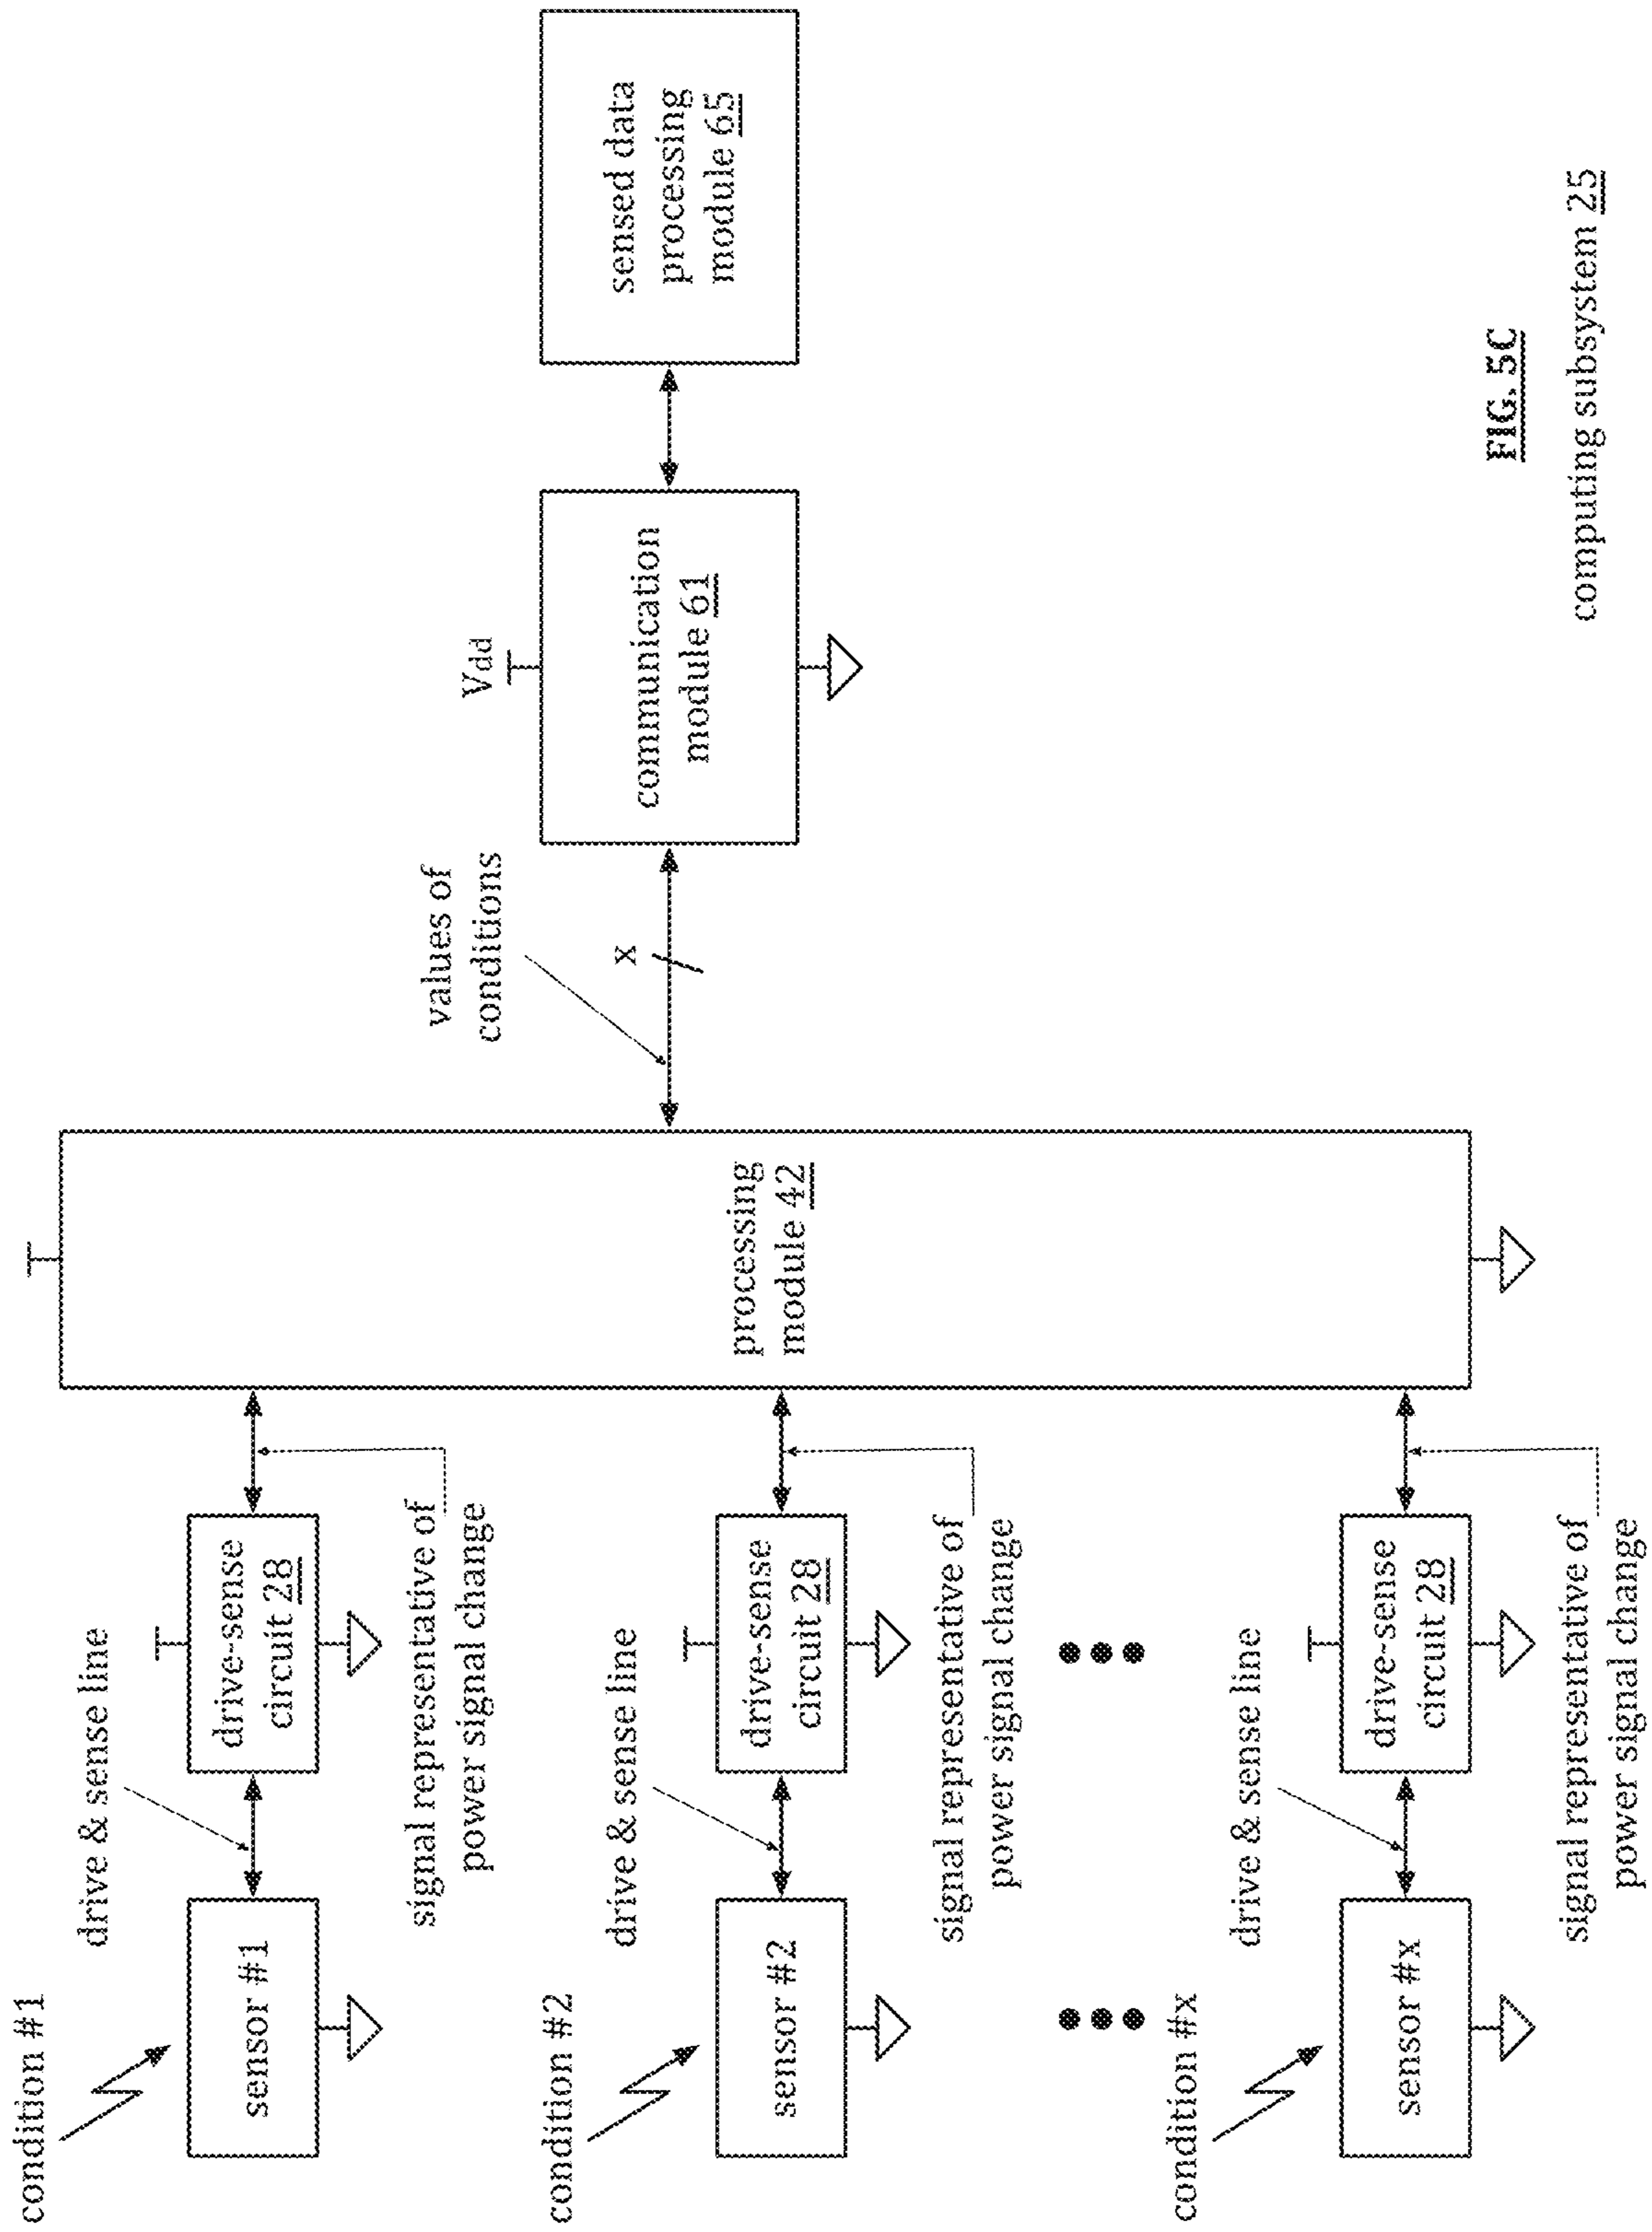 condition #1
drive & sense line
sensor #1
drive-sense
circuit 28
signal representative of
power signal change
condition #2
drive & sense line
sensor #2
drive-sense
circuit 28
signal representative of
power signal change
condition #x
drive & sense line
sensor #x
drive-sense
circuit 28
signal representative of
power signal change
processing
module 42
values of
conditions
x
Vdd
communication
module 61
sensed data
processing
module 65
FIG. 5C
computing subsystem 25